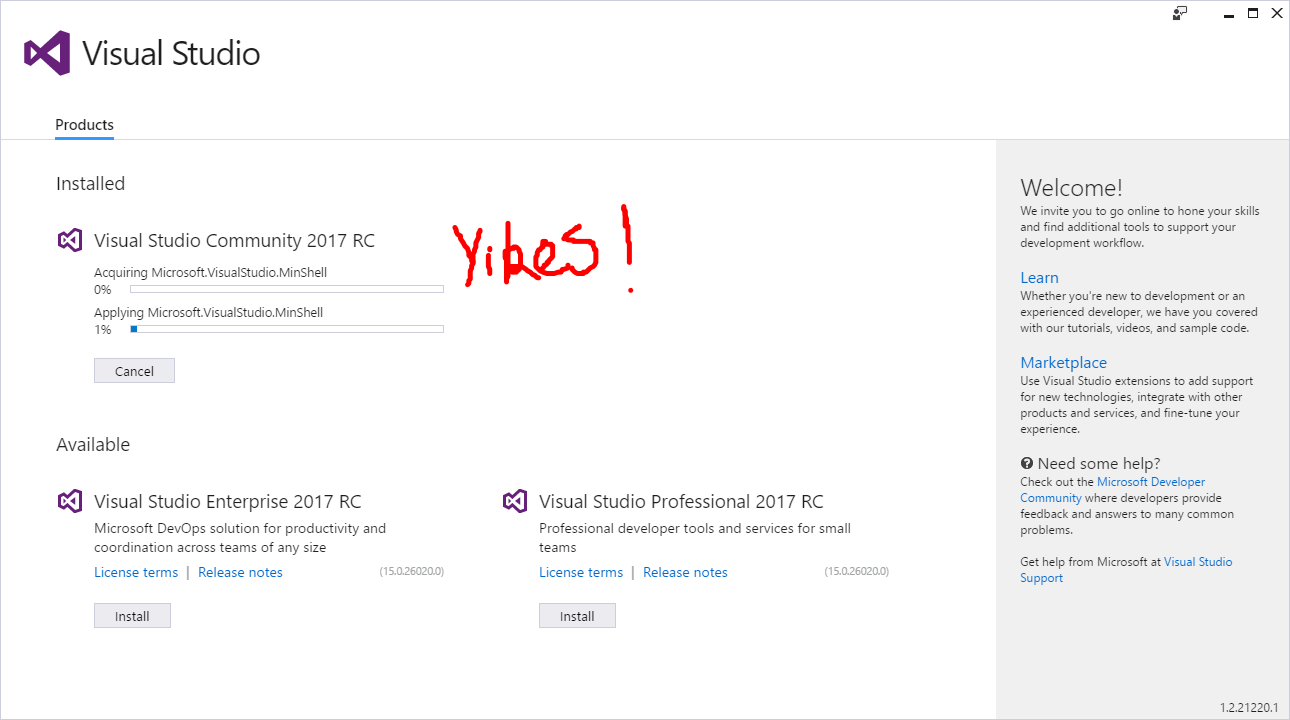 Visual Studio
Products
Installed
Visual Studio Community 2017 RC
Yikes!
Acquiring Microsoft.VisualStudio.MinShell
0%
Applying Microsoft.VisualStudio.MinShell
1%
Cancel
Available
Visual Studio Enterprise 2017 RC
Microsoft DevOps solution for productivity and
coordination across teams of any size
License terms | Release notes
(15.0.26020.0)
Install
Visual Studio Professional 2017 RC
Professional developer tools and services for small
teams
License terms | Release notes
(15.0.26020.0)
Install
Welcome!
We invite you to go online to hone your skills
and find additional tools to support your
development workflow.
Learn
Whether you're new to development or an
experienced developer, we have you covered
with our tutorials, videos, and sample code.
Marketplace
Use Visual Studio extensions to add support
for new technologies, integrate with other
products and services, and fine-tune your
experience.
Need some help?
Check out the Microsoft Developer
Community where developers provide
feedback and answers to many common
problems.
Get help from Microsoft at Visual Studio
Support
1.2.21220.1